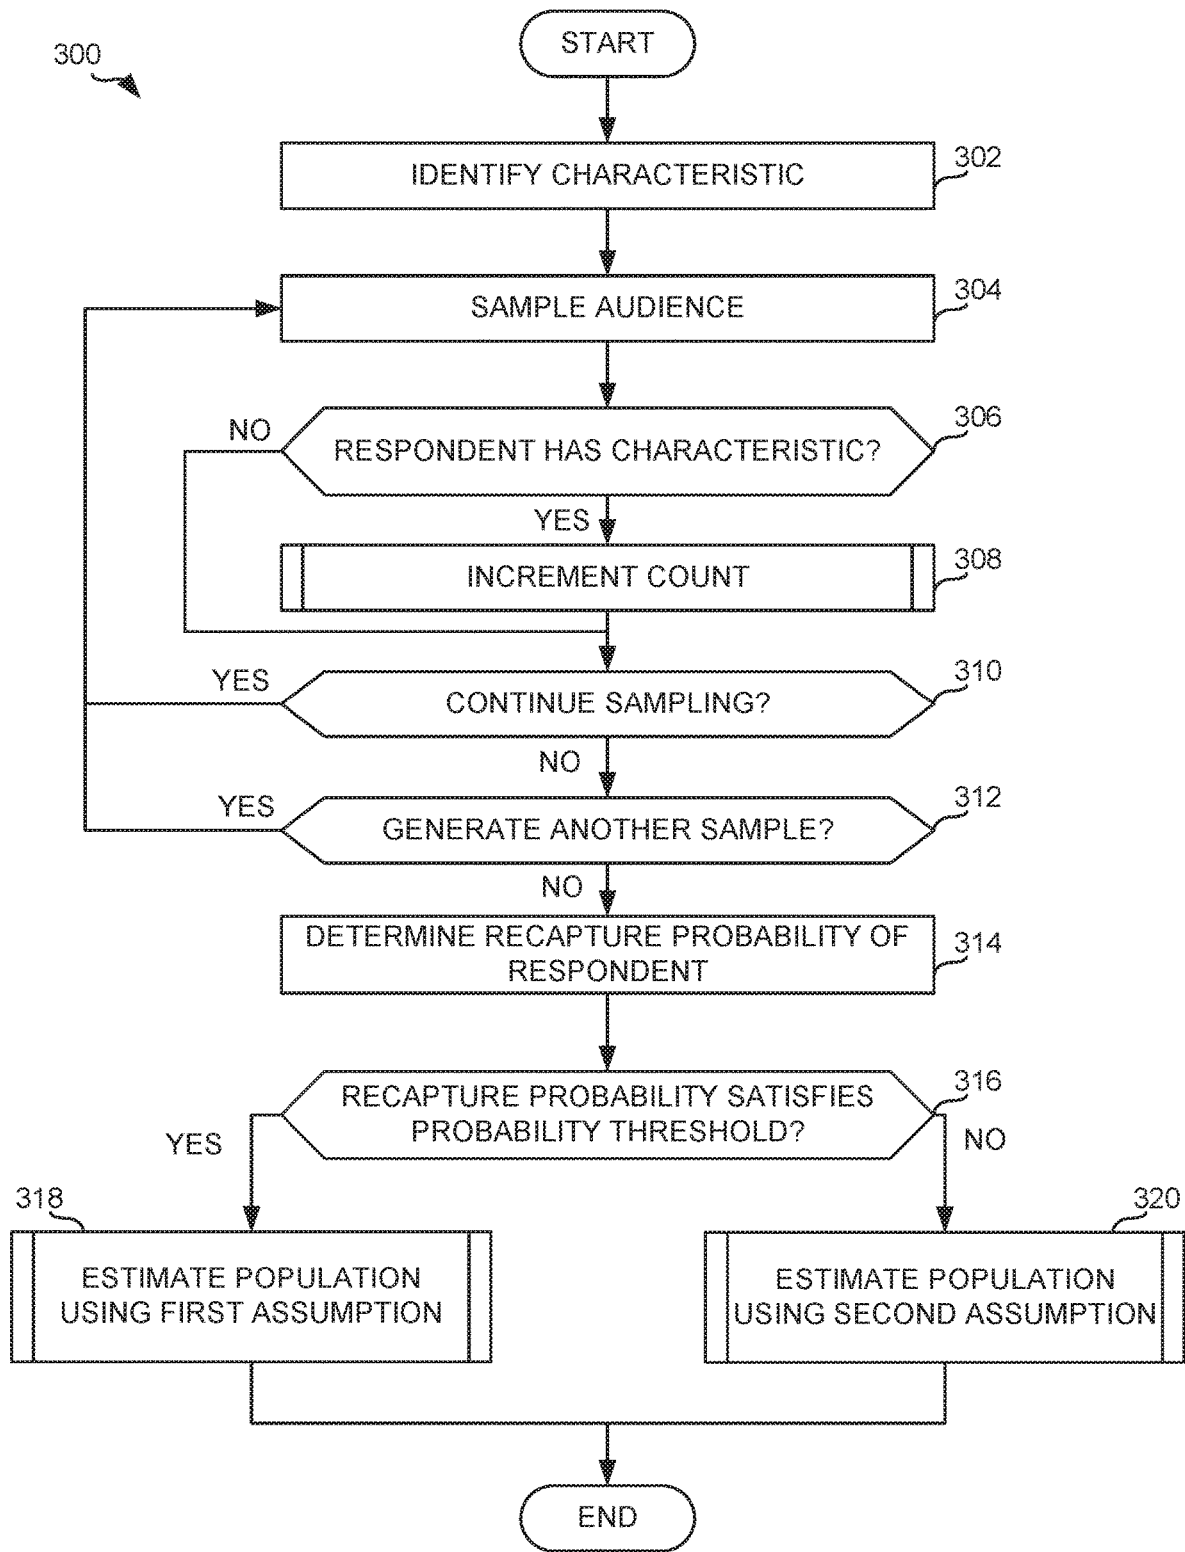 START
300
IDENTIFY CHARACTERISTIC
302
SAMPLE AUDIENCE
304
NO
RESPONDENT HAS CHARACTERISTIC?
306
YES
INCREMENT COUNT
308
YES
CONTINUE SAMPLING?
310
NO
YES
GENERATE ANOTHER SAMPLE?
312
NO
DETERMINE RECAPTURE PROBABILITY OF
RESPONDENT
314
RECAPTURE PROBABILITY SATISFIES
PROBABILITY THRESHOLD?
316
YES
NO
318
320
ESTIMATE POPULATION
USING FIRST ASSUMPTION
ESTIMATE POPULATION
USING SECOND ASSUMPTION
END